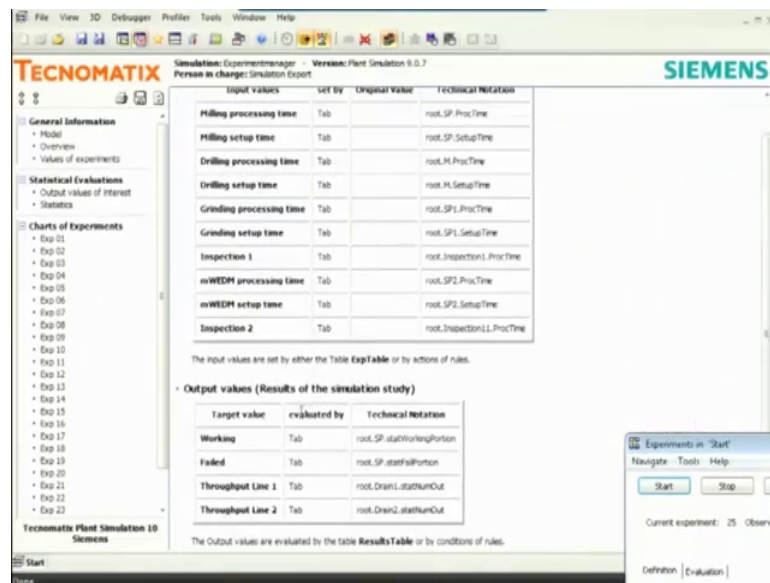 File View 3D Debugger Profiler Tools Window Help
TECNOMATIX
Simulation: Experimentmanager - Version: Plant Simulation 9.0.7
Person in charge: Simulation Expert
SIEMENS
General Information
Model
Overview
Values of experiments
Statistical Evaluations
Output values of interest
Statistics
Charts of Experiments
Exp 01
Exp 02
Exp 03
Exp 04
Exp 05
Exp 06
Exp 07
Exp 08
Exp 09
Exp 10
Exp 11
Exp 12
Exp 13
Exp 14
Exp 15
Exp 16
Exp 17
Exp 18
Exp 19
Exp 20
Exp 21
Exp 22
Exp 23
Tecnomatix Plant Simulation 10
Siemens
Input values set by Original Value Technical Notation
Milling processing time Tab root.SP.ProcTime
Milling setup time Tab root.SP.SetupTime
Drilling processing time Tab root.M.ProcTime
Drilling setup time Tab root.M.SetupTime
Grinding processing time Tab root.SP1.ProcTime
Grinding setup time Tab root.SP1.SetupTime
Inspection 1 Tab root.Inspection1.ProcTime
mWEDM processing time Tab root.SP2.ProcTime
mWEDM setup time Tab root.SP2.SetupTime
Inspection 2 Tab root.Inspection11.ProcTime
The input values are set by either the Table ExpTable or by actions of rules.
Output values (Results of the simulation study)
Target value evaluated by Technical Notation
Working Tab root.SP.statWorkingPortion
Failed Tab root.SP.statFailPortion
Throughput Line 1 Tab root.Drain1.statNumOut
Throughput Line 2 Tab root.Drain2.statNumOut
The Output values are evaluated by the table ResultsTable or by conditions of rules.
Experiments in 'Start'
Navigate Tools Help
Start Stop
Current experiment: 25 Obser
Definition Evaluation
Start
Done